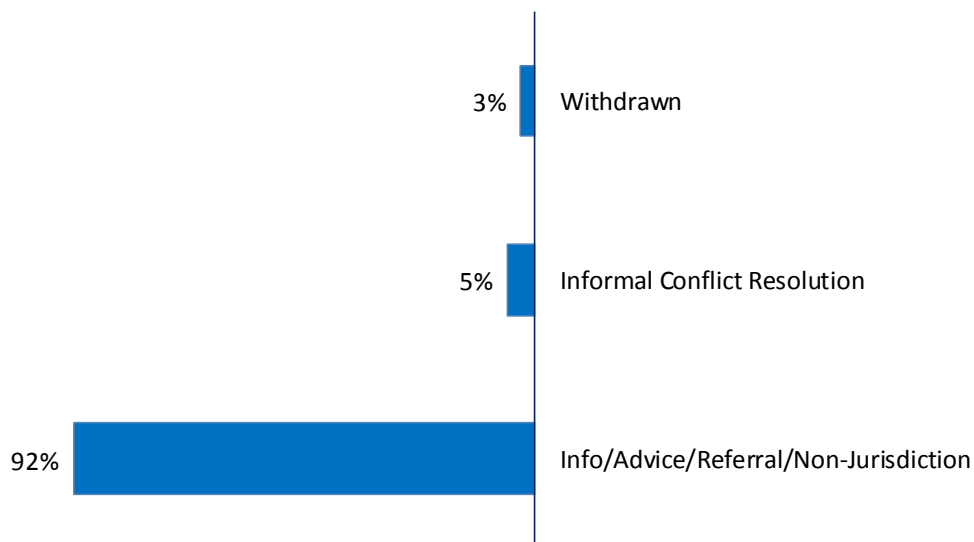 3% Withdrawn
5% Informal Conflict Resolution
92% Info/Advice/Referral/Non-Jurisdiction